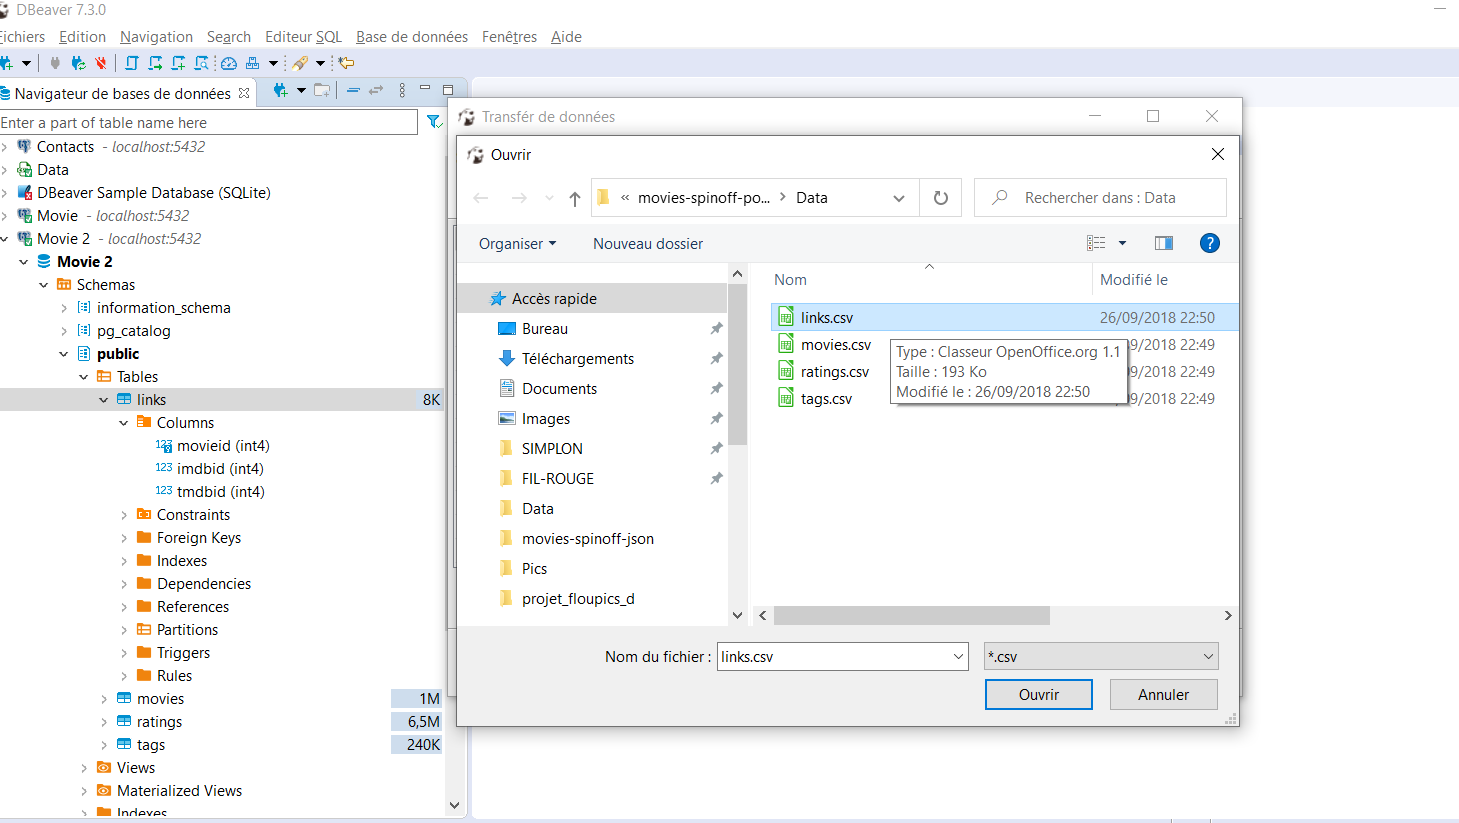 DBeaver 7.3.0
Fichiers Edition Navigation Search Editeur SQL Base de données Fenêtres Aide
Navigateur de bases de données
Enter a part of table name here
Contacts - localhost:5432
Data
DBeaver Sample Database (SQLite)
Movie - localhost:5432
Movie 2 - localhost:5432
Movie 2
Schemas
information_schema
pg_catalog
public
Tables
links 8K
Columns
123 movieid (int4)
123 imdbid (int4)
123 tmdbid (int4)
Constraints
Foreign Keys
Indexes
Dependencies
References
Partitions
Triggers
Rules
movies 1M
ratings 6,5M
tags 240K
Views
Materialized Views
Indexes
Transfér de données
Ouvrir
« movies-spinoff-po... > Data
Rechercher dans : Data
Organiser Nouveau dossier
?
Accès rapide
Bureau
Téléchargements
Documents
Images
SIMPLON
FIL-ROUGE
Data
movies-spinoff-json
Pics
projet_floupics_d
Nom Modifié le
links.csv 26/09/2018 22:50
movies.csv /09/2018 22:49
ratings.csv /09/2018 22:49
tags.csv /09/2018 22:49
Type : Classeur OpenOffice.org 1.1
Taille : 193 Ko
Modifié le : 26/09/2018 22:50
Nom du fichier : links.csv *.csv
Ouvrir Annuler